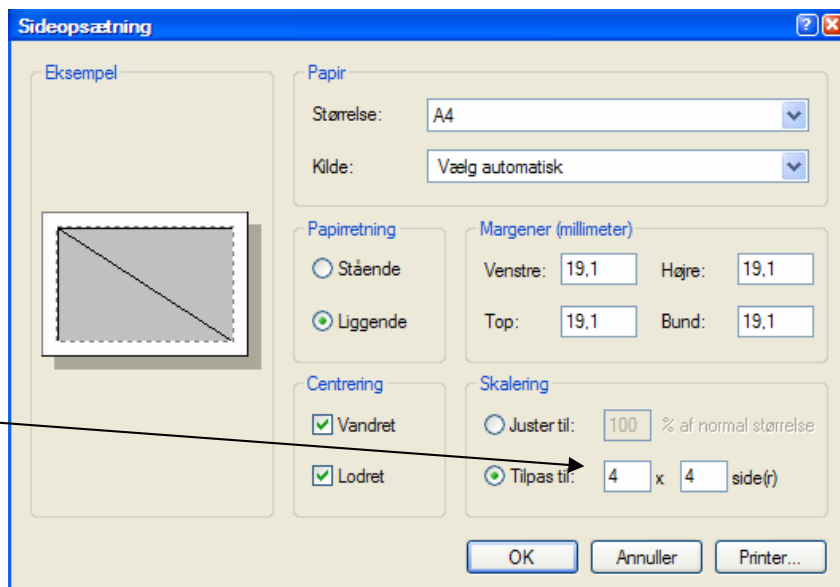 Sideopsætning
Eksempel
Papir
Størrelse: A4
Kilde: Vælg automatisk
Papirretning
Stående
Liggende
Margener (millimeter)
Venstre: 19,1 Højre: 19,1
Top: 19,1 Bund: 19,1
Centrering
Vandret
Lodret
Skalering
Juster til: 100 % af normal størrelse
Tilpas til: 4 x 4 side(r)
OK Annuller Printer...